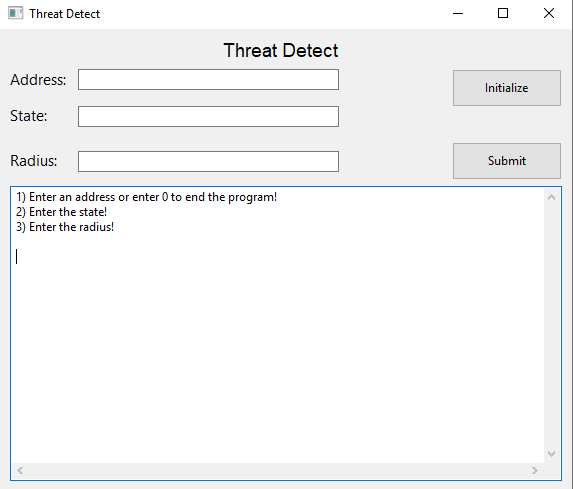 Threat Detect
Threat Detect
Address:
Initialize
State:
Radius:
Submit
1) Enter an address or enter 0 to end the program!
2) Enter the state!
3) Enter the radius!